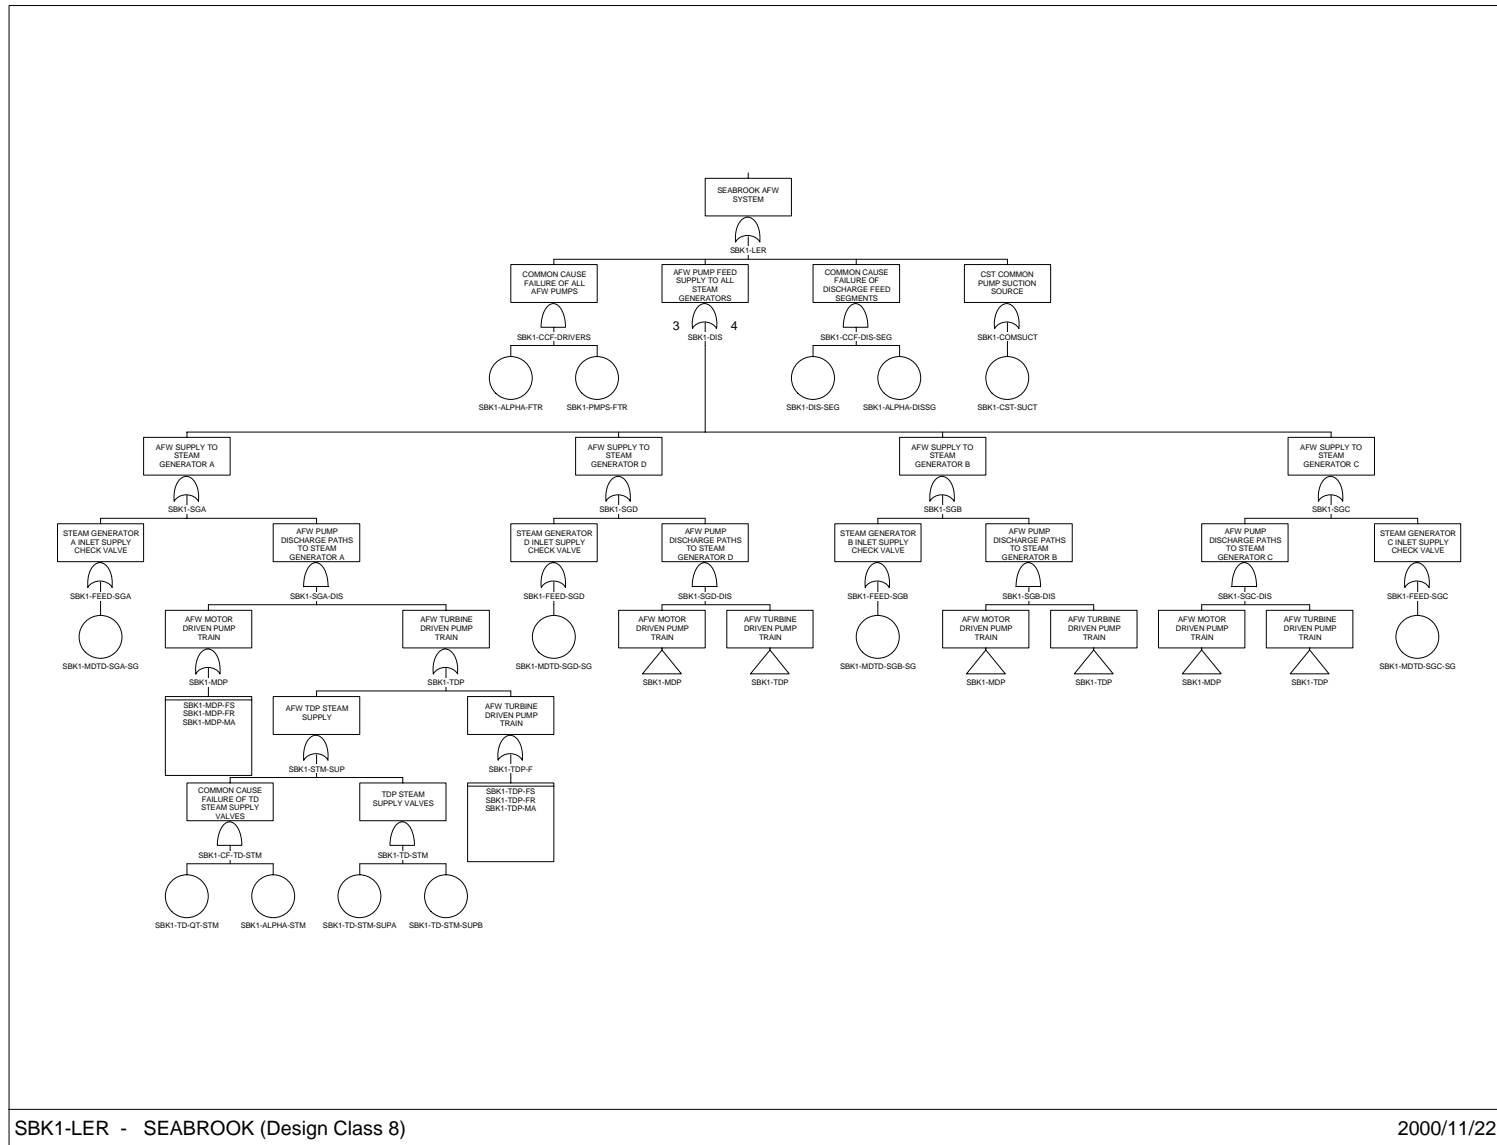 SEABROOK AFW
SYSTEM
SBK1-LER
COMMON CAUSE
FAILURE OF ALL
AFW PUMPS
SBK1-CCF-DRIVERS
AFW PUMP FEED
SUPPLY TO ALL
STEAM
GENERATORS
3 4
SBK1-DIS
COMMON CAUSE
FAILURE OF
DISCHARGE FEED
SEGMENTS
SBK1-CCF-DIS-SEG
CST COMMON
PUMP SUCTION
SOURCE
SBK1-COMSUCT
SBK1-ALPHA-FTR
SBK1-PMPS-FTR
SBK1-DIS-SEG
SBK1-ALPHA-DISSG
SBK1-CST-SUCT
AFW SUPPLY TO
STEAM
GENERATOR A
SBK1-SGA
AFW SUPPLY TO
STEAM
GENERATOR D
SBK1-SGD
AFW SUPPLY TO
STEAM
GENERATOR B
SBK1-SGB
AFW SUPPLY TO
STEAM
GENERATOR C
SBK1-SGC
STEAM GENERATOR
A INLET SUPPLY
CHECK VALVE
SBK1-FEED-SGA
AFW PUMP
DISCHARGE PATHS
TO STEAM
GENERATOR A
SBK1-SGA-DIS
STEAM GENERATOR
D INLET SUPPLY
CHECK VALVE
SBK1-FEED-SGD
AFW PUMP
DISCHARGE PATHS
TO STEAM
GENERATOR D
SBK1-SGD-DIS
STEAM GENERATOR
B INLET SUPPLY
CHECK VALVE
SBK1-FEED-SGB
AFW PUMP
DISCHARGE PATHS
TO STEAM
GENERATOR B
SBK1-SGB-DIS
AFW PUMP
DISCHARGE PATHS
TO STEAM
GENERATOR C
SBK1-SGC-DIS
STEAM GENERATOR
C INLET SUPPLY
CHECK VALVE
SBK1-FEED-SGC
SBK1-MDTD-SGA-SG
AFW MOTOR
DRIVEN PUMP
TRAIN
SBK1-MDP
AFW TURBINE
DRIVEN PUMP
TRAIN
SBK1-TDP
SBK1-MDTD-SGD-SG
AFW MOTOR
DRIVEN PUMP
TRAIN
SBK1-MDP
AFW TURBINE
DRIVEN PUMP
TRAIN
SBK1-TDP
SBK1-MDTD-SGB-SG
AFW MOTOR
DRIVEN PUMP
TRAIN
SBK1-MDP
AFW TURBINE
DRIVEN PUMP
TRAIN
SBK1-TDP
AFW MOTOR
DRIVEN PUMP
TRAIN
SBK1-MDP
AFW TURBINE
DRIVEN PUMP
TRAIN
SBK1-TDP
SBK1-MDTD-SGC-SG
SBK1-MDP-FS
SBK1-MDP-FR
SBK1-MDP-MA
AFW TDP STEAM
SUPPLY
SBK1-STM-SUP
AFW TURBINE
DRIVEN PUMP
TRAIN
SBK1-TDP-F
COMMON CAUSE
FAILURE OF TD
STEAM SUPPLY
VALVES
SBK1-CF-TD-STM
TDP STEAM
SUPPLY VALVES
SBK1-TD-STM
SBK1-TDP-FS
SBK1-TDP-FR
SBK1-TDP-MA
SBK1-TD-QT-STM
SBK1-ALPHA-STM
SBK1-TD-STM-SUPA
SBK1-TD-STM-SUPB
SBK1-LER - SEABROOK (Design Class 8)
2000/11/22